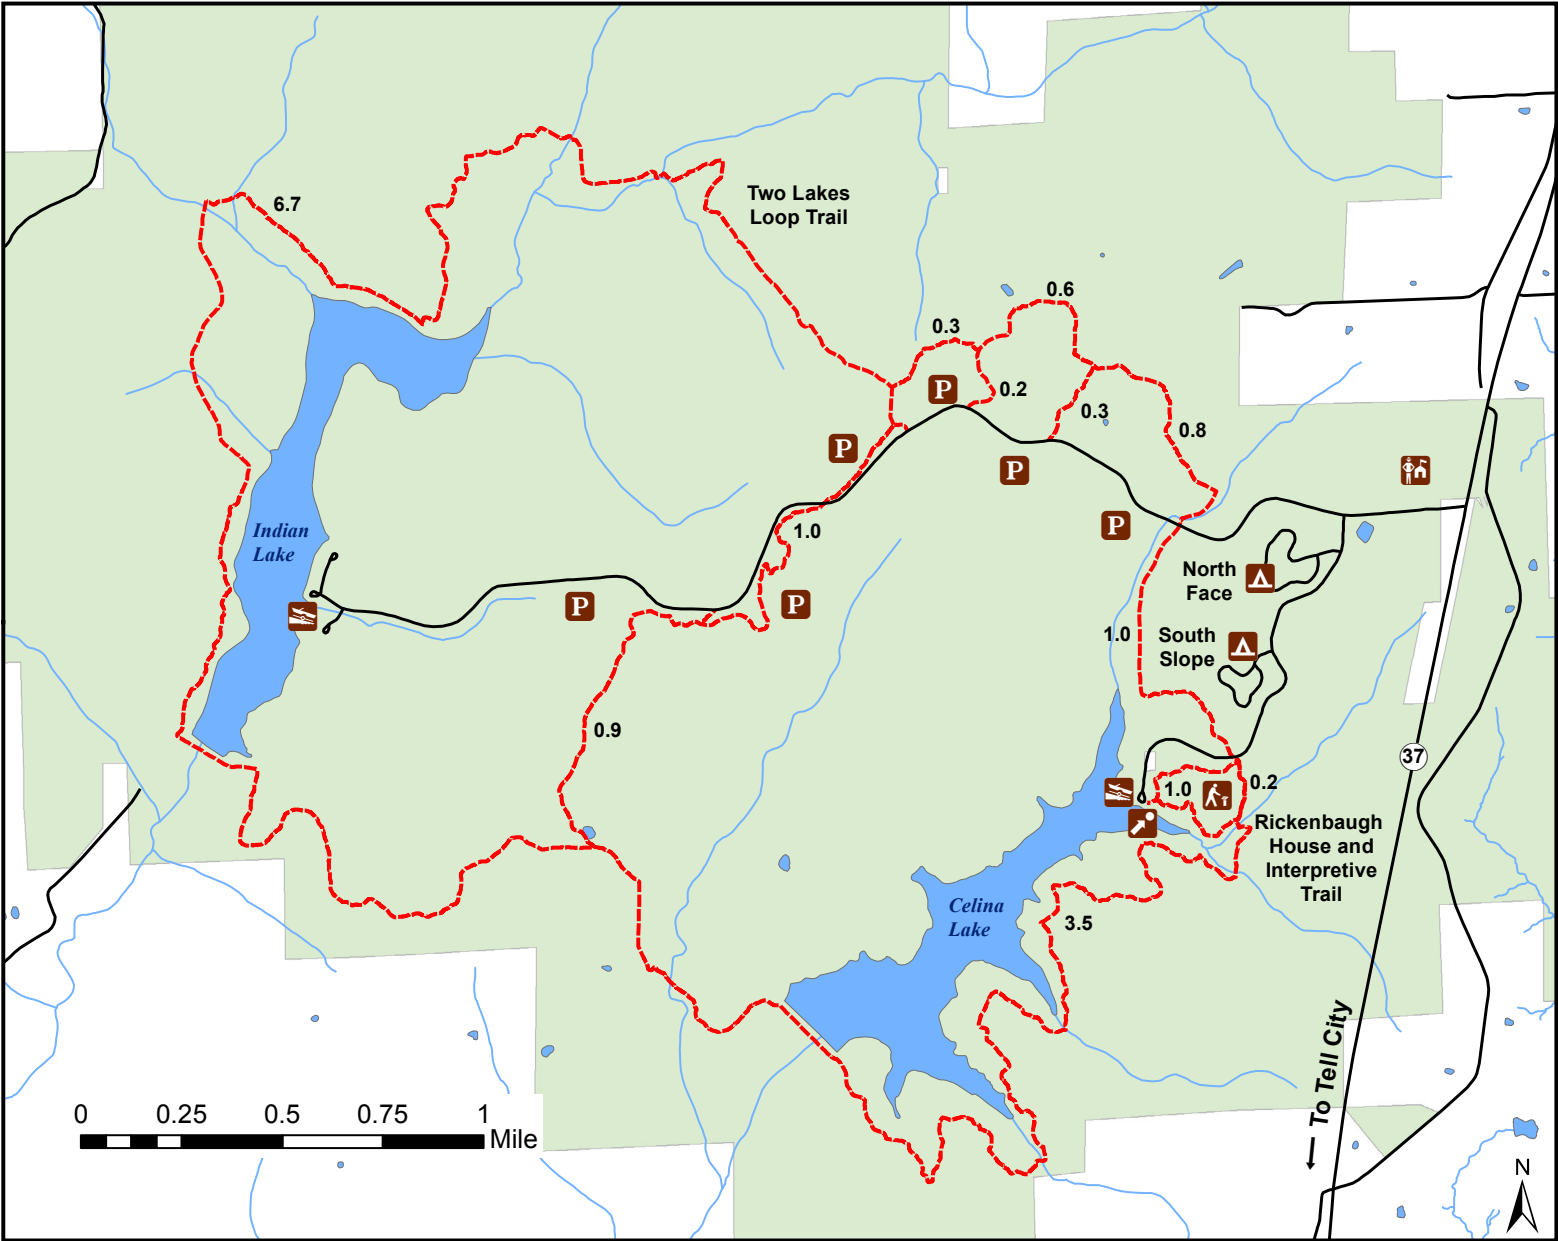 6.7
Two Lakes
Loop Trail
0.6
0.3
P
0.2
0.3
0.8
P
P
Indian
Lake
1.0
P
North
Face
P
P
1.0
South
Slope
0.9
37
1.0
0.2
Rickenbaugh
House and
Interpretive
Trail
Celina
Lake
3.5
To Tell City
0 0.25 0.5 0.75 1
Mile
N